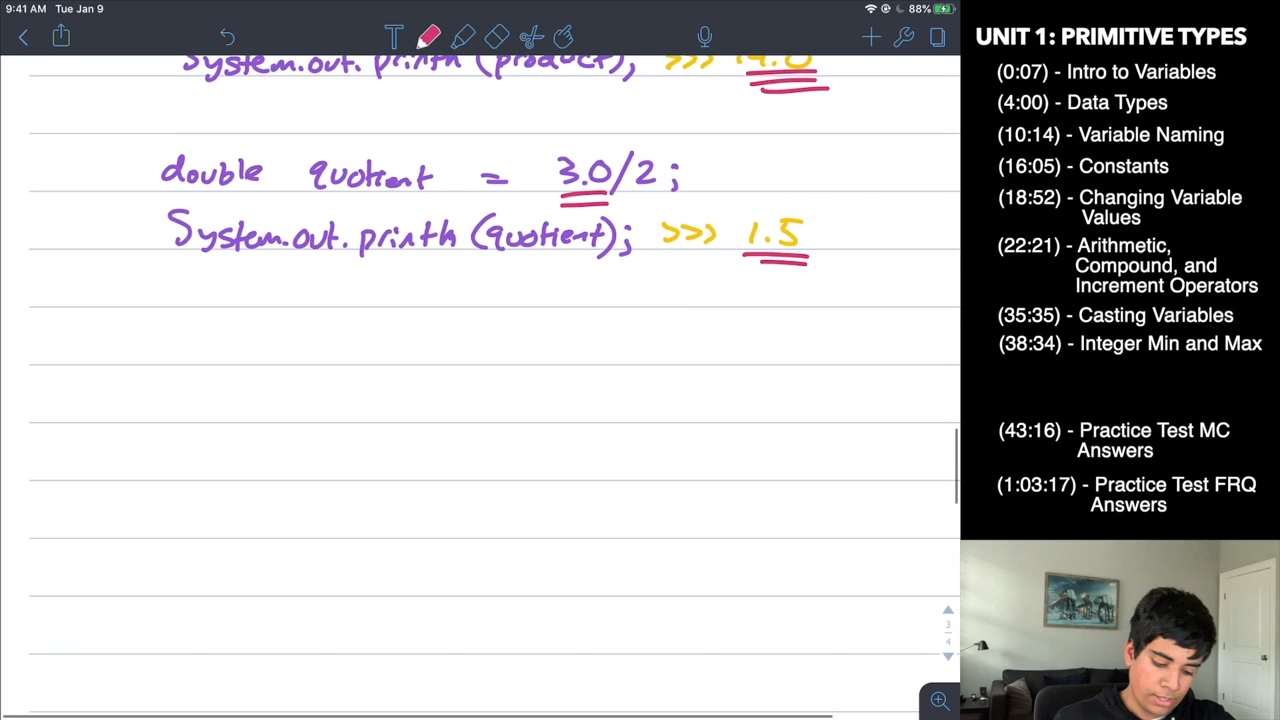 9:41 AM Tue Jan 9
88%
T
System.out.println(product); >>> 14.0
double quotient = 3.0/2;
System.out.println(quotient); >>> 1.5
3
4
UNIT 1: PRIMITIVE TYPES
(0:07) - Intro to Variables
(4:00) - Data Types
(10:14) - Variable Naming
(16:05) - Constants
(18:52) - Changing Variable
Values
(22:21) - Arithmetic,
Compound, and
Increment Operators
(35:35) - Casting Variables
(38:34) - Integer Min and Max
(43:16) - Practice Test MC
Answers
(1:03:17) - Practice Test FRQ
Answers